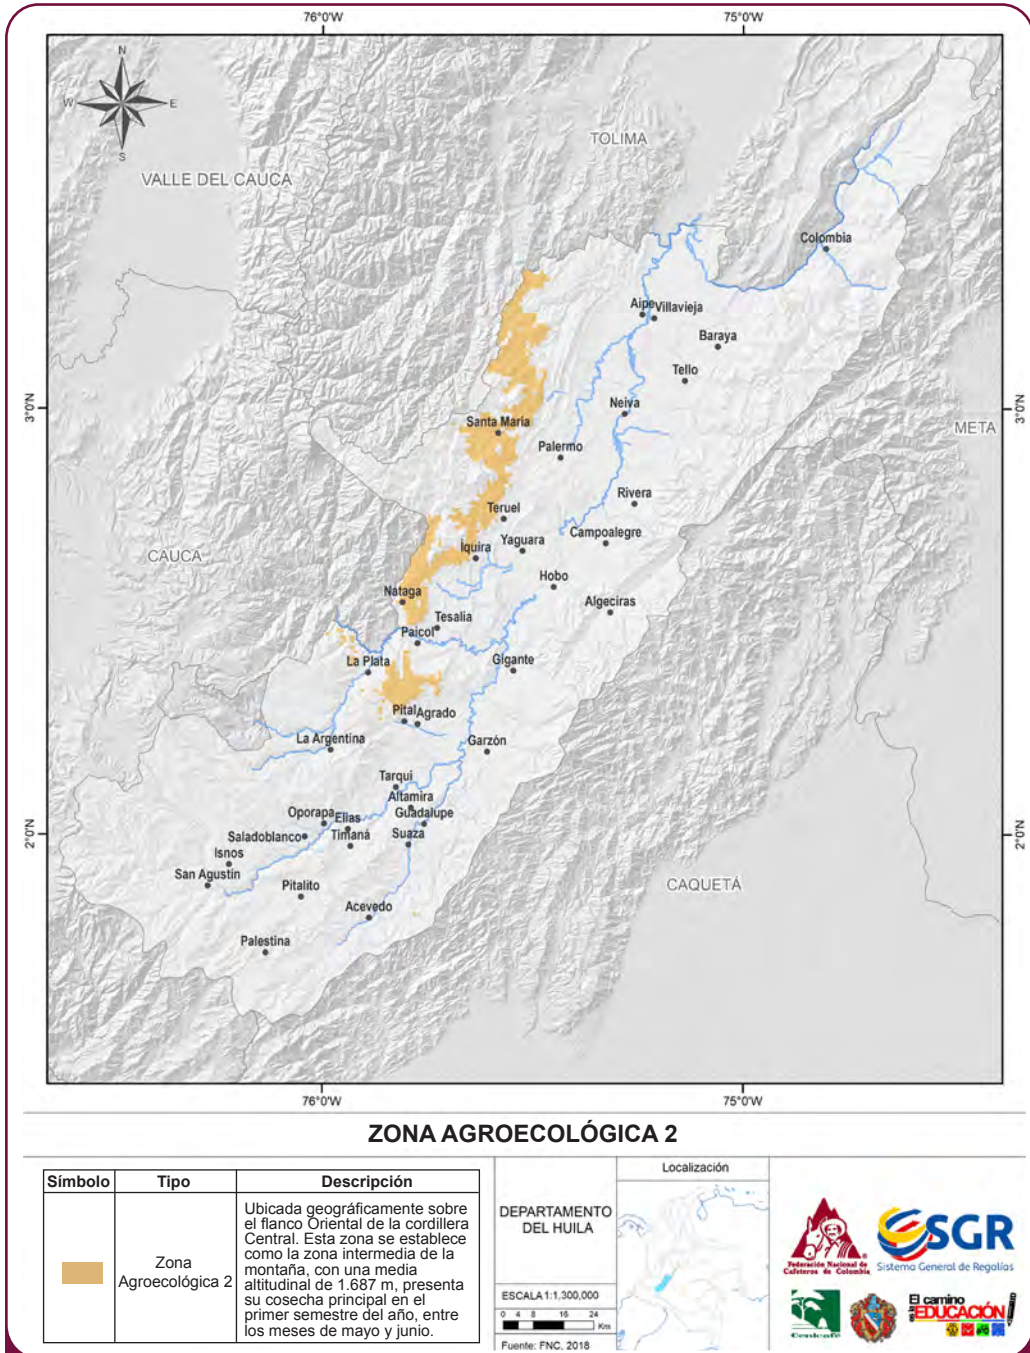 76°0'W
75°0'W
N
W
E
S
TOLIMA
VALLE DEL CAUCA
Colombia
Aipe
Villavieja
Baraya
Tello
3°0'N
3°0'N
Neiva
Santa María
META
Palermo
Rivera
Teruel
Campoalegre
Yaguara
Íquira
CAUCA
Hobo
Nátaga
Algeciras
Tesalia
Paicol
La Plata
Gigante
Pital
Agrado
La Argentina
Garzón
Tarqui
Altamira
Oporapa
Elías
Guadalupe
2°0'N
2°0'N
Saladoblanco
Timaná
Suaza
Isnos
San Agustín
Pitalito
CAQUETÁ
Acevedo
Palestina
76°0'W
75°0'W
ZONA AGROECOLÓGICA 2
Símbolo
Tipo
Descripción
Zona
Agroecológica 2
Ubicada geográficamente sobre
el flanco Oriental de la cordillera
Central. Esta zona se establece
como la zona intermedia de la
montaña, con una media
altitudinal de 1.687 m, presenta
su cosecha principal en el
primer semestre del año, entre
los meses de mayo y junio.
DEPARTAMENTO
DEL HUILA
ESCALA 1:1,300,000
0 4 8 16 24
Km
Fuente: FNC, 2018
Localización
Federación Nacional de
Cafeteros de Colombia
SGR
Sistema General de Regalías
Cenicafé
El camino
es la EDUCACIÓN